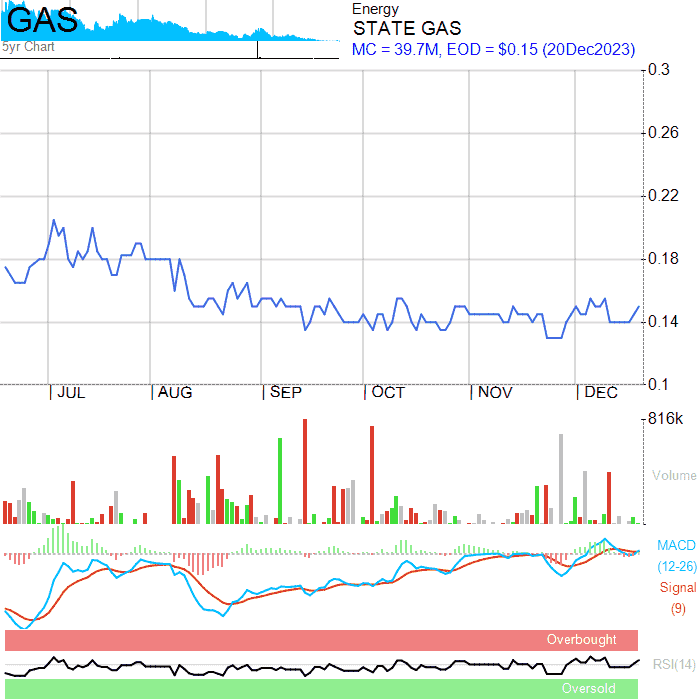 GAS
5yr Chart
Energy
STATE GAS
MC = 39.7M, EOD = $0.15 (20Dec2023)
0.3
0.26
0.22
0.18
0.14
0.1
JUL AUG SEP OCT NOV DEC
816k
Volume
MACD
(12-26)
Signal
(9)
Overbought
RSI(14)
Oversold